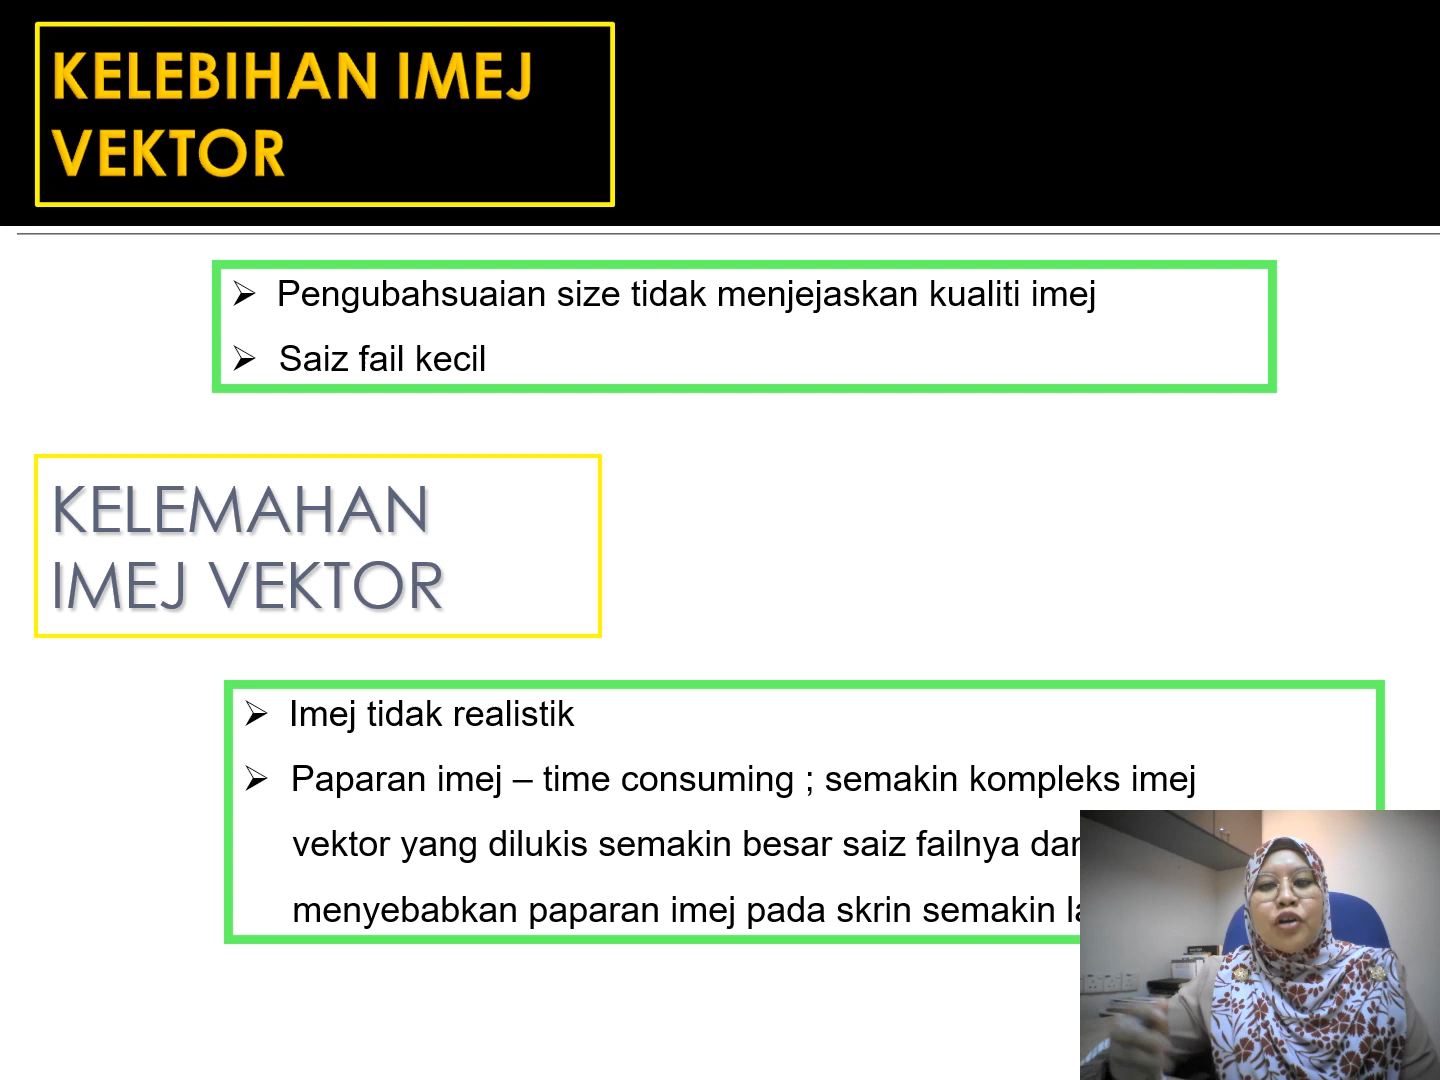 KELEBIHAN IMEJ
VEKTOR
Pengubahsuaian size tidak menjejaskan kualiti imej
Saiz fail kecil
KELEMAHAN
IMEJ VEKTOR
Imej tidak realistik
Paparan imej – time consuming ; semakin kompleks imej
vektor yang dilukis semakin besar saiz failnya
menyebabkan paparan imej pada skrin semakin